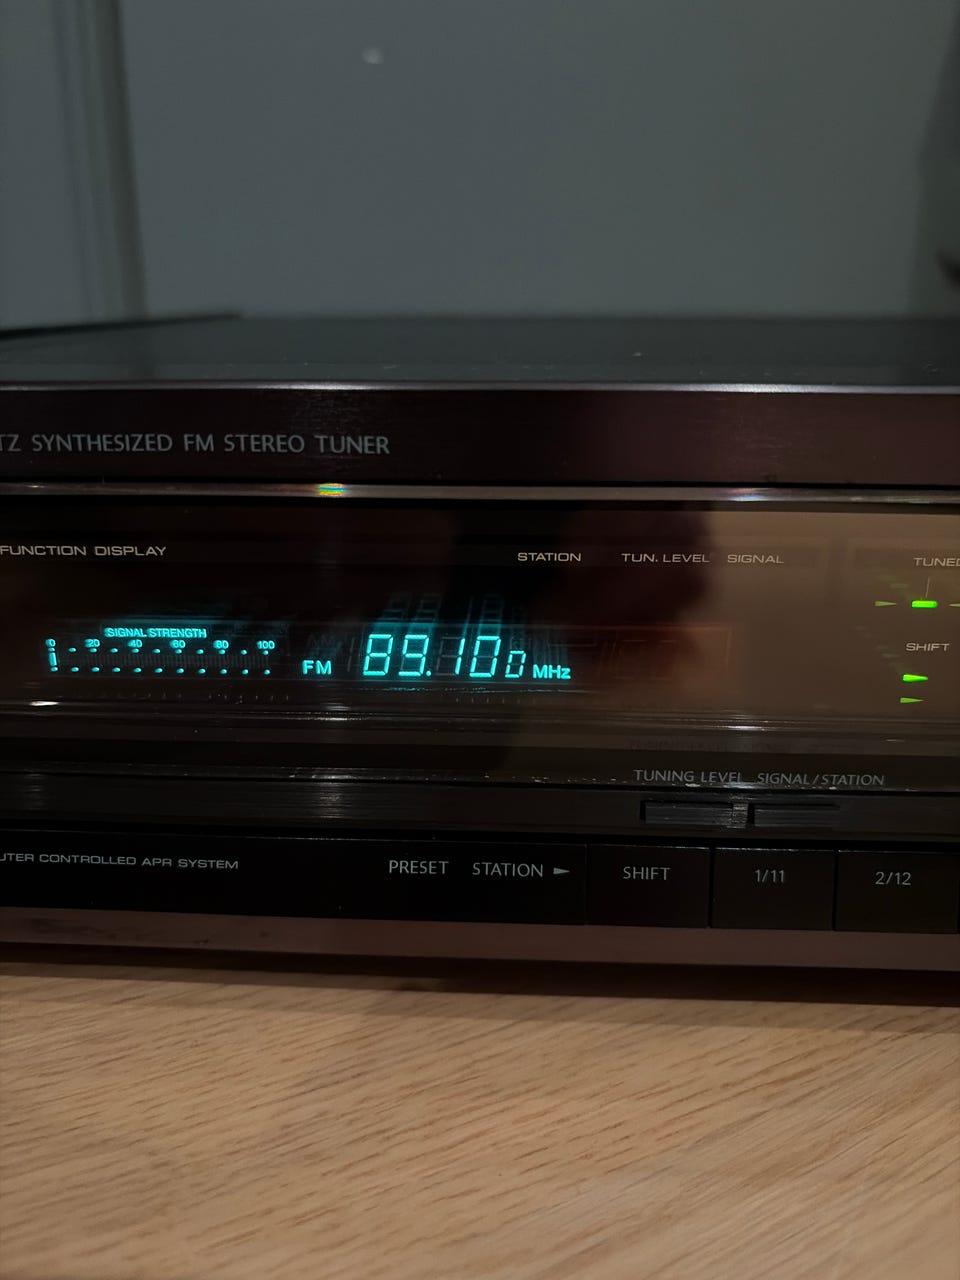 TZ SYNTHESIZED FM STEREO TUNER
FUNCTION DISPLAY
STATION TUN. LEVEL SIGNAL
TUNED
SIGNAL STRENGTH
0 20 40 60 80 100
FM 89.100 MHz
SHIFT
TUNING LEVEL SIGNAL/STATION
UTER CONTROLLED APR SYSTEM
PRESET STATION ►
SHIFT
1/11
2/12